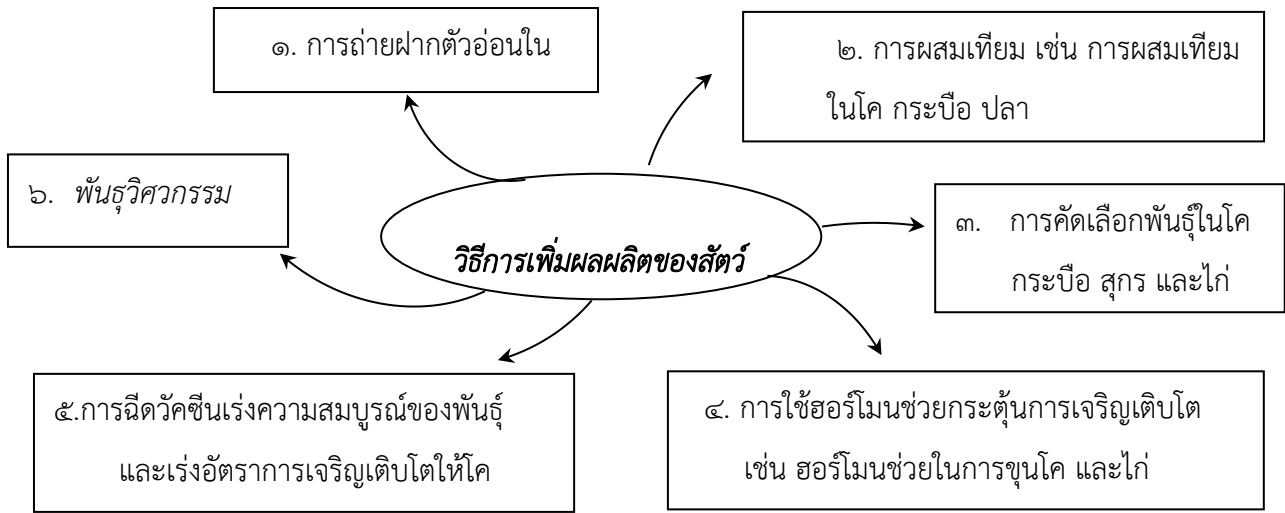 ๑. การถ่ายฝากตัวอ่อนใน
๒. การผสมเทียม เช่น การผสมเทียม
ในโค กระบือ ปลา
๖. พันธุวิศวกรรม
๓. การคัดเลือกพันธุ์ในโค
กระบือ สุกร และไก่
วิธีการเพิ่มผลผลิตของสัตว์
๕.การฉีดวัคซีนเร่งความสมบูรณ์ของพันธุ์
และเร่งอัตราการเจริญเติบโตให้โค
๔. การใช้ฮอร์โมนช่วยกระตุ้นการเจริญเติบโต
เช่น ฮอร์โมนช่วยในการขุนโค และไก่